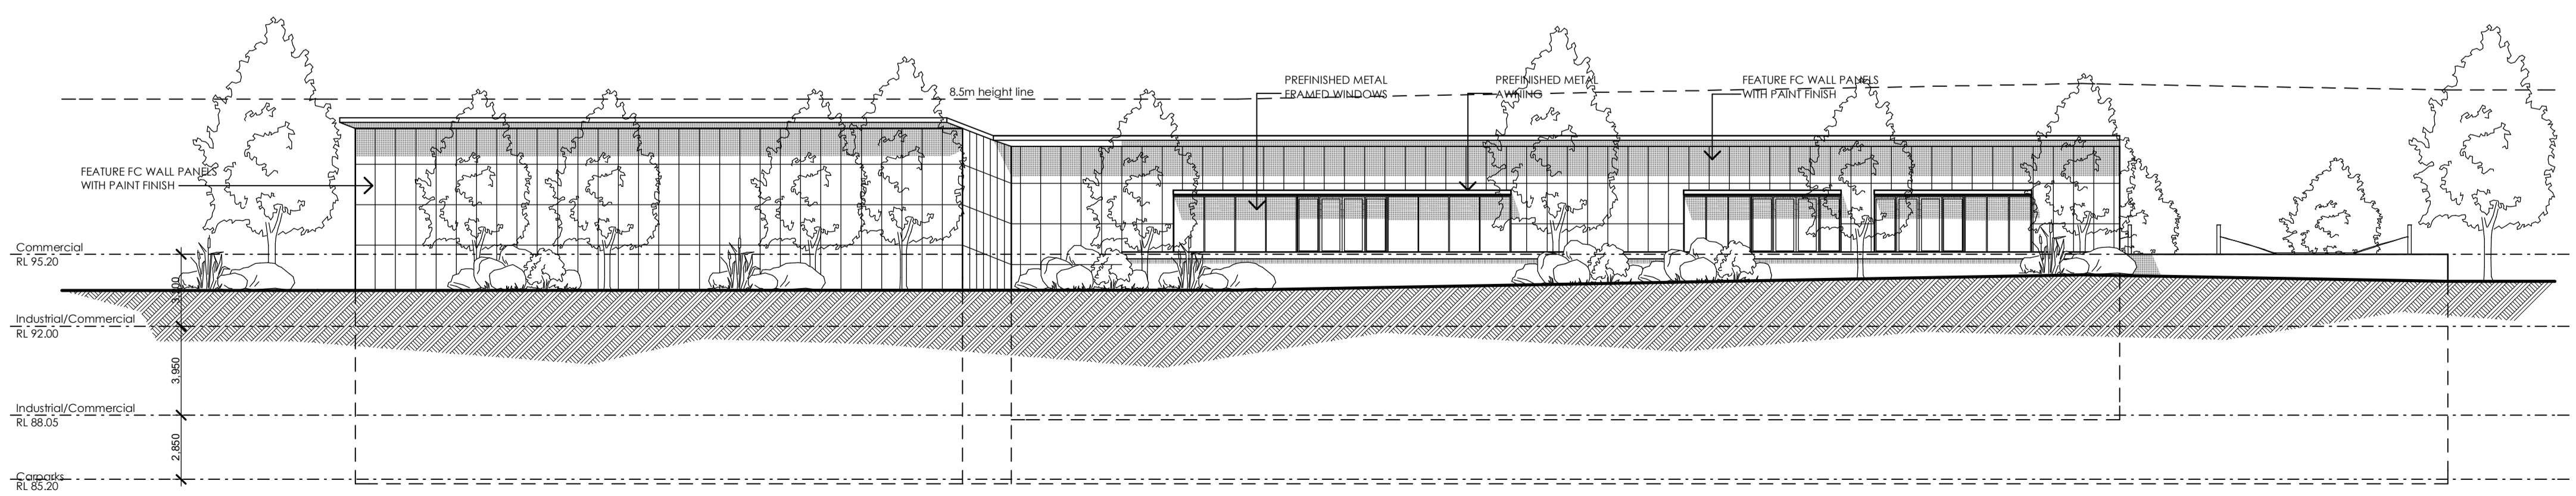 8.5m height line
PREFINISHED METAL
FRAMED WINDOWS
PREFINISHED METAL
AWNING
FEATURE FC WALL PANELS
WITH PAINT FINISH
FEATURE FC WALL PANELS
WITH PAINT FINISH
Commercial
RL 95.20
Industrial/Commercial
RL 92.00
3,950
Industrial/Commercial
RL 88.05
2,850
Carparks
RL 85.20